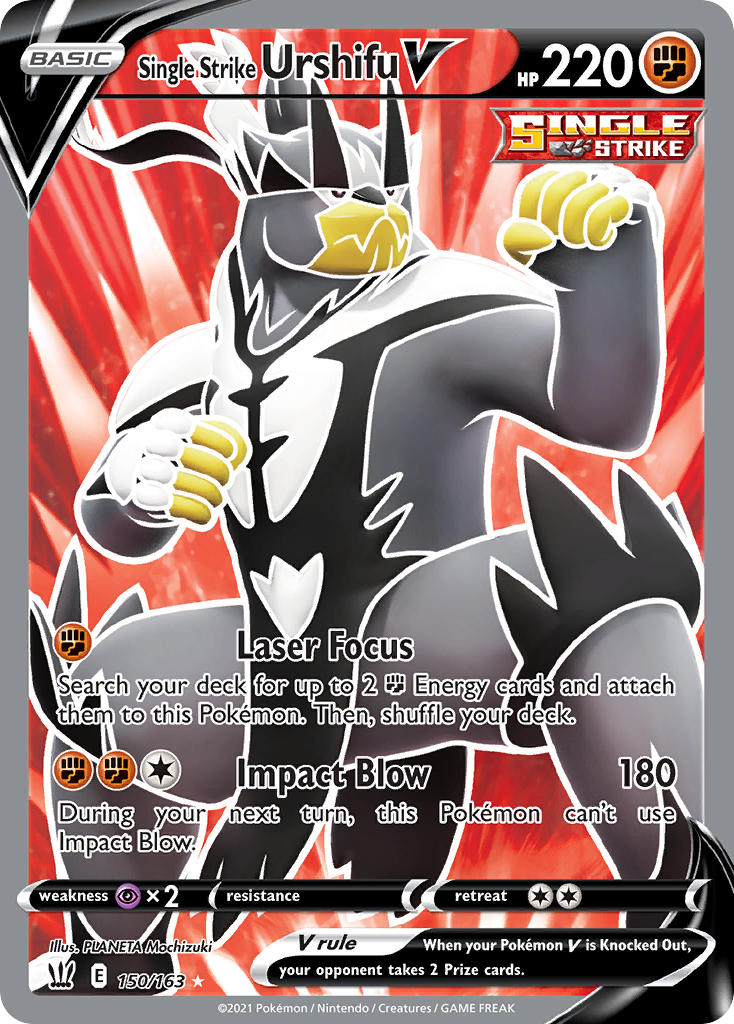 BASIC
Single Strike Urshifu V HP 220
SINGLE
STRIKE
Laser Focus
Search your deck for up to 2 Energy cards and attach
them to this Pokémon. Then, shuffle your deck.
Impact Blow 180
During your next turn, this Pokémon can't use
Impact Blow.
weakness ×2 resistance retreat
Illus. PLANETA Mochizuki
V rule When your Pokémon V is Knocked Out,
your opponent takes 2 Prize cards.
E 150/163 ★
©2021 Pokémon / Nintendo / Creatures / GAME FREAK